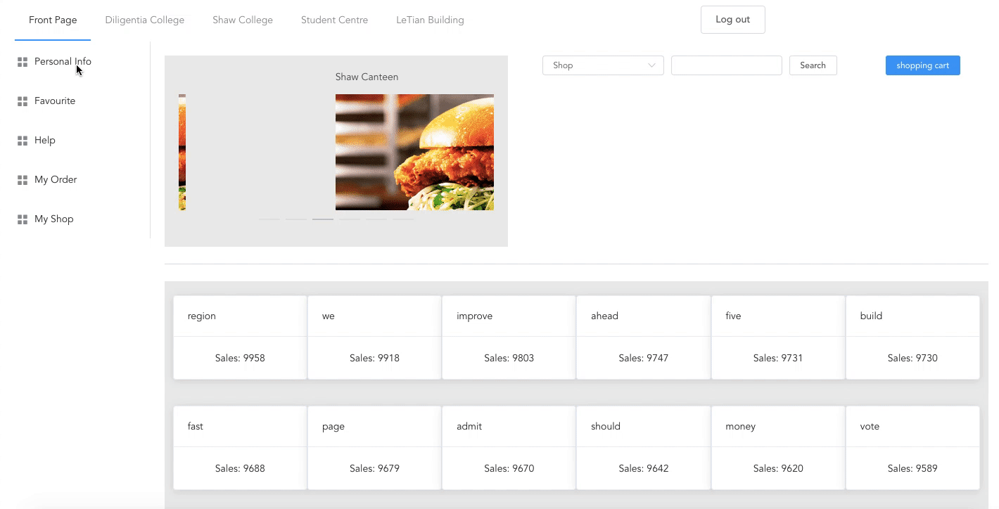 Front Page Diligentia College Shaw College Student Centre LeTian Building Log out
Personal Info
Favourite
Help
My Order
My Shop
Shaw Canteen
Shop Search shopping cart
region we improve ahead five build
Sales: 9958 Sales: 9918 Sales: 9803 Sales: 9747 Sales: 9731 Sales: 9730
fast page admit should money vote
Sales: 9688 Sales: 9679 Sales: 9670 Sales: 9642 Sales: 9620 Sales: 9589